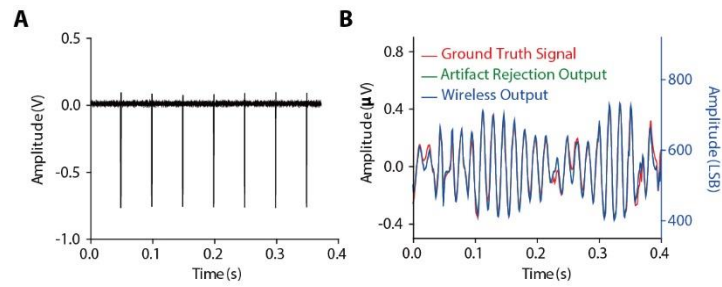 A
0.5
0.0
-0.5
-1.0
Amplitude (V)
0.0 0.1 0.2 0.3 0.4
Time (s)
B
Ground Truth Signal
Artifact Rejection Output
Wireless Output
0.8
0.4
0.0
-0.4
Amplitude (μV)
800
600
400
Amplitude (LSB)
0.0 0.1 0.2 0.3 0.4
Time (s)